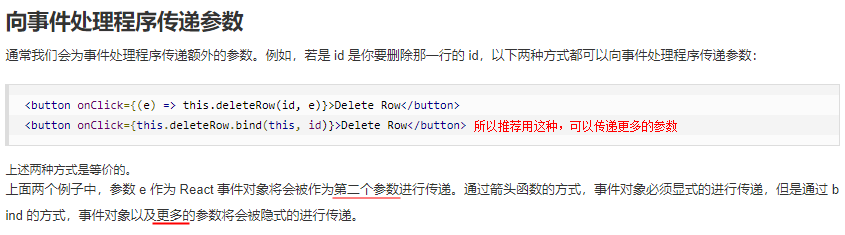 向事件处理程序传递参数
通常我们会为事件处理程序传递额外的参数。例如，若是 id 是你要删除那一行的 id，以下两种方式都可以向事件处理程序传递参数：
<button onClick={(e) => this.deleteRow(id, e)}>Delete Row</button>
<button onClick={this.deleteRow.bind(this, id)}>Delete Row</button> 所以推荐用这种，可以传递更多的参数
上述两种方式是等价的。
上面两个例子中，参数 e 作为 React 事件对象将会被作为第二个参数进行传递。通过箭头函数的方式，事件对象必须显式的进行传递，但是通过 b
ind 的方式，事件对象以及更多的参数将会被隐式的进行传递。